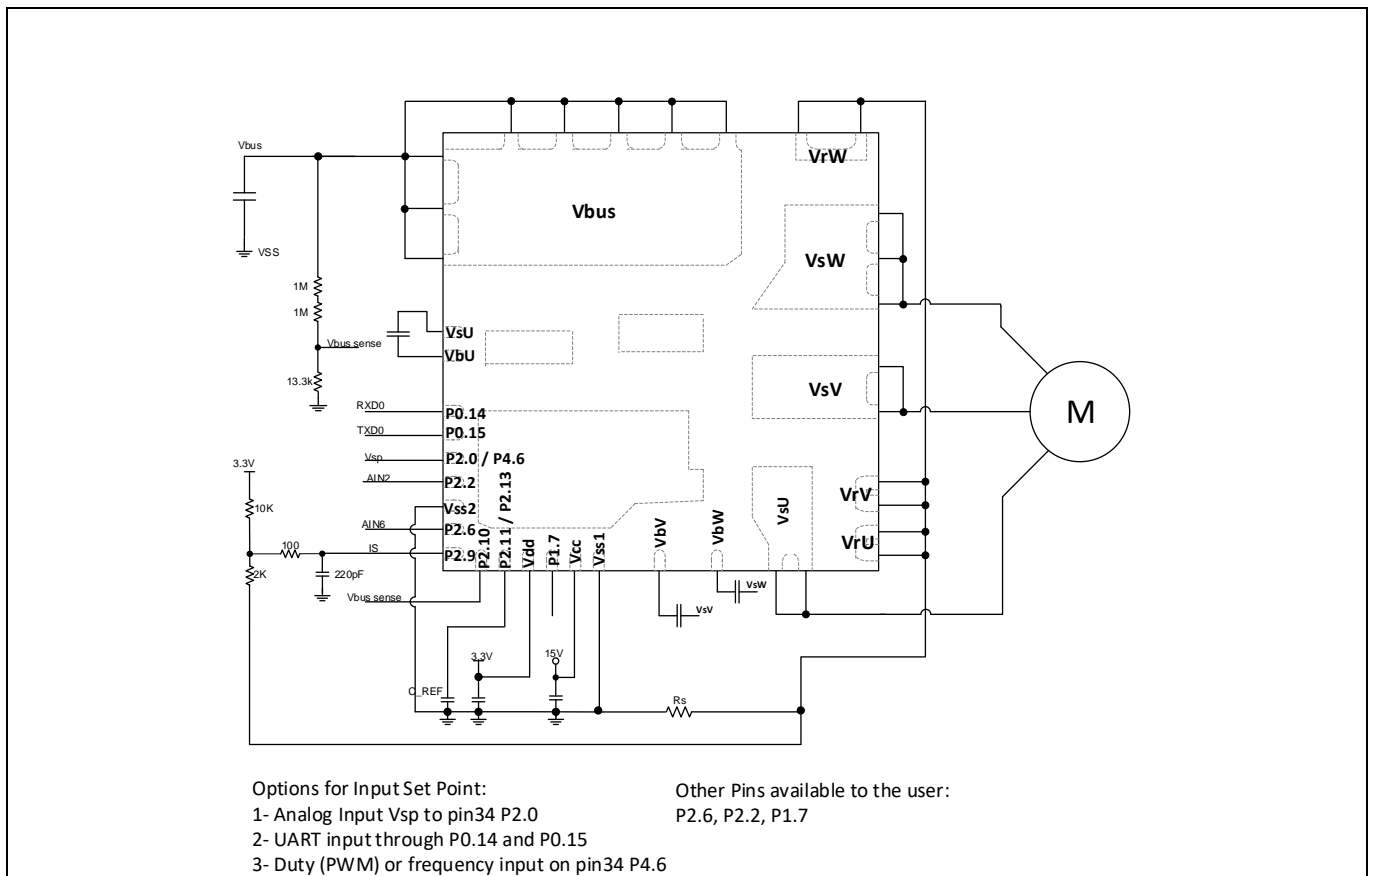 VrW
Vbus
Vbus
VSS
VsW
1M
1M
Vbus sense
VsU
VbU
13.3k
VsV
M
RXD0
P0.14
TXD0
P0.15
Vsp
P2.0 / P4.6
3.3V
AIN2
P2.2
10K
Vss2
AIN6
P2.6
100
IS
P2.9
P2.10
P2.11 / P2.13
Vdd
P1.7
Vcc
Vss1
VbV
VbW
VsU
VrV
VrU
2K
220pF
Vbus sense
VsW
VsV
3.3V
15V
C_REF
Rs
Options for Input Set Point:
1- Analog Input Vsp to pin34 P2.0
2- UART input through P0.14 and P0.15
3- Duty (PWM) or frequency input on pin34 P4.6
Other Pins available to the user:
P2.6, P2.2, P1.7